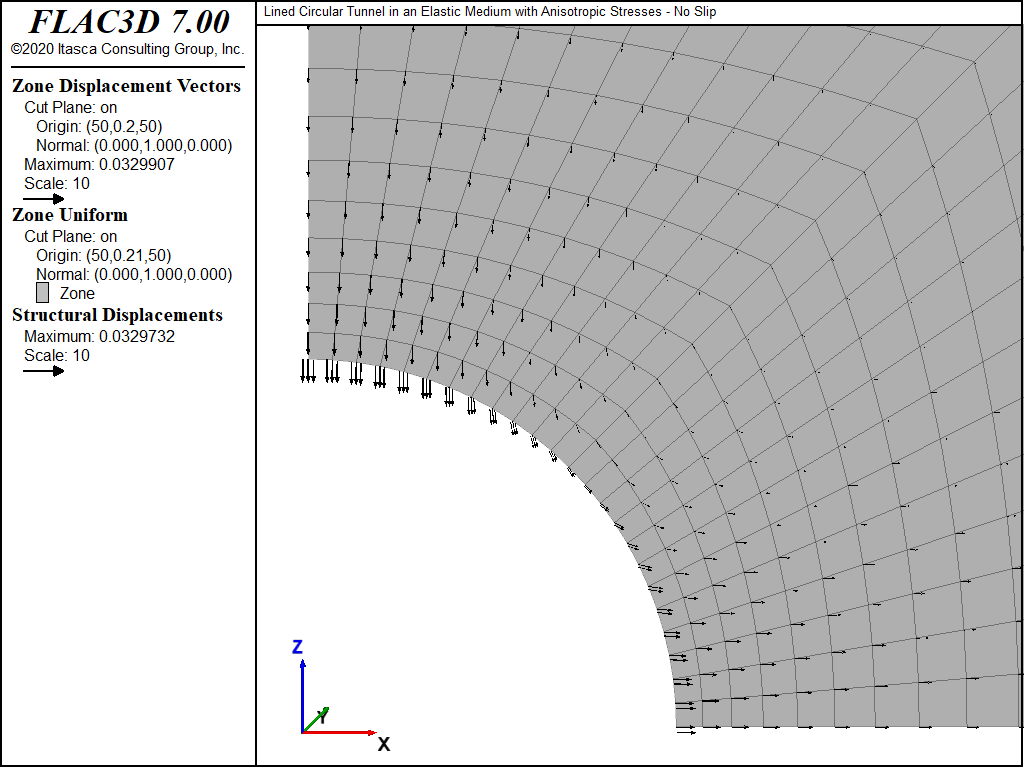 FLAC3D 7.00
©2020 Itasca Consulting Group, Inc.
Zone Displacement Vectors
Cut Plane: on
Origin: (50,0.2,50)
Normal: (0.000,1.000,0.000)
Maximum: 0.0329907
Scale: 10
Zone Uniform
Cut Plane: on
Origin: (50,0.21,50)
Normal: (0.000,1.000,0.000)
Zone
Structural Displacements
Maximum: 0.0329732
Scale: 10
Lined Circular Tunnel in an Elastic Medium with Anisotropic Stresses - No Slip
Z
Y
X